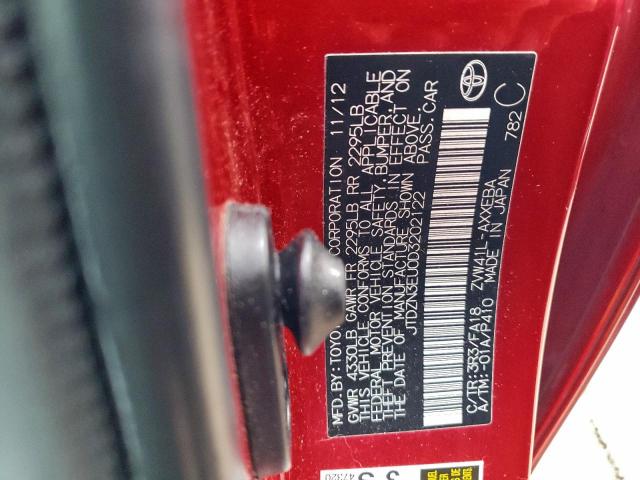 MFD. BY: TOYO CORPORATION 11/12
GVWR 4330LB GAWR FR 2295LB RR 2295LB
THIS VEHICLE CONFORMS TO ALL APPLICABLE
FEDERAL MOTOR VEHICLE SAFETY, BUMPER, AND
THEFT PREVENTION STANDARDS IN EFFECT ON
THE DATE OF MANUFACTURE SHOWN ABOVE.
JTDZN3EU0D3202122 PASS. CAR
C/TR: 3R3/FA18 ZVW41L-AXXEBA
A/TM: -01A/P410 MADE IN JAPAN
782 C
47320